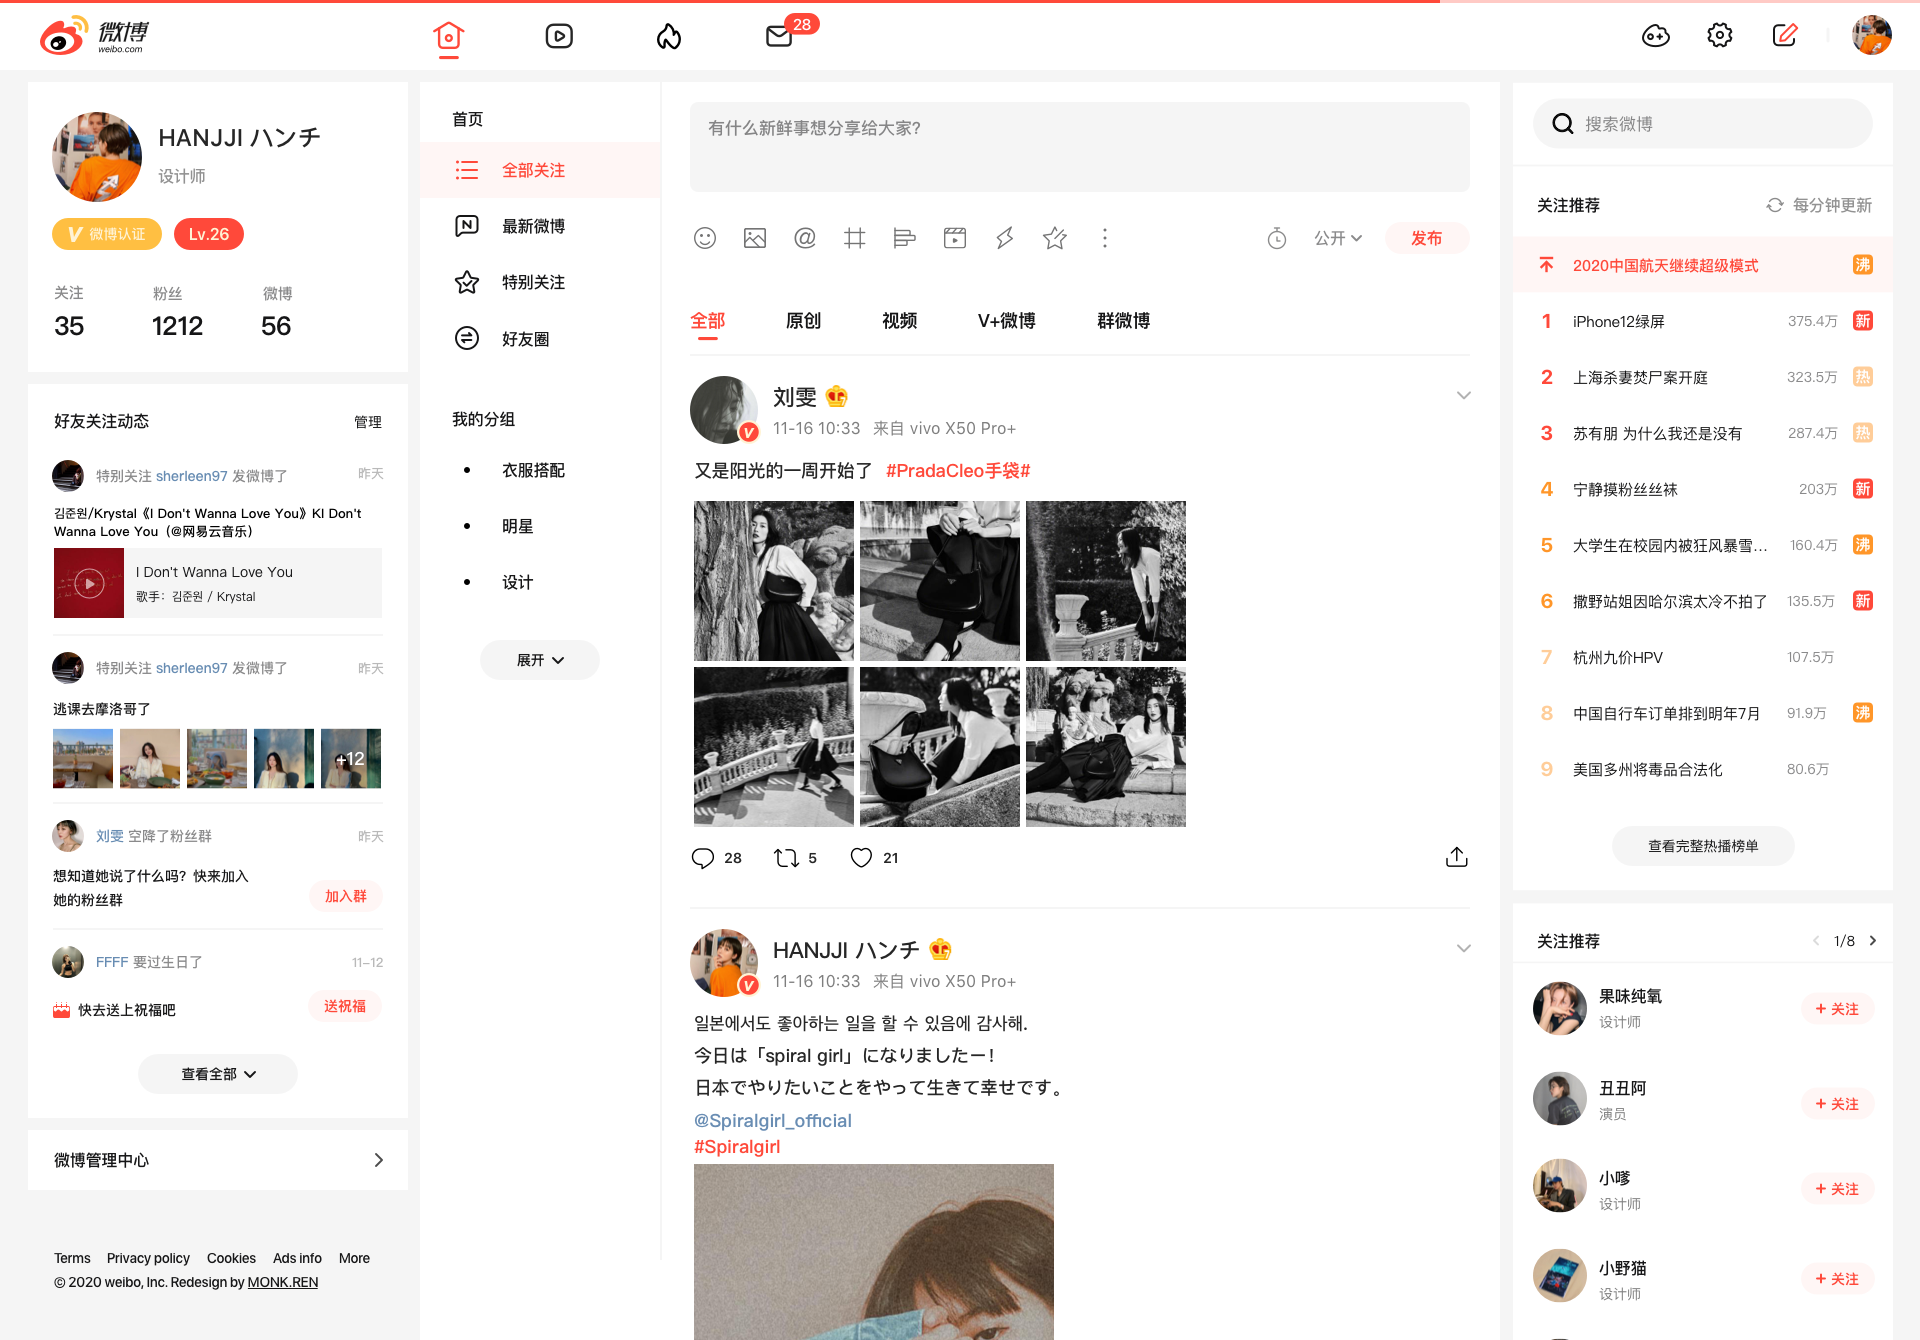 微博
weibo.com
28
HANJJI ハンチ
设计师
V 微博认证
Lv.26
关注
粉丝
微博
35
1212
56
好友关注动态
管理
特别关注 sherleen97 发微博了
昨天
김준원/Krystal《I Don't Wanna Love You》KI Don't
Wanna Love You（@网易云音乐）
I Don't Wanna Love You
歌手：김준원 / Krystal
特别关注 sherleen97 发微博了
昨天
逃课去摩洛哥了
+12
刘雯 空降了粉丝群
昨天
想知道她说了什么吗？快来加入
她的粉丝群
加入群
FFFF 要过生日了
11-12
快去送上祝福吧
送祝福
查看全部
微博管理中心
Terms Privacy policy Cookies Ads info More
© 2020 weibo, Inc. Redesign by MONK.REN
首页
全部关注
最新微博
特别关注
好友圈
我的分组
衣服搭配
明星
设计
展开
有什么新鲜事想分享给大家?
公开
发布
全部
原创
视频
V+微博
群微博
刘雯
11-16 10:33 来自 vivo X50 Pro+
又是阳光的一周开始了 #PradaCleo手袋#
28
5
21
HANJJI ハンチ
11-16 10:33 来自 vivo X50 Pro+
일본에서도 좋아하는 일을 할 수 있음에 감사해.
今日は「spiral girl」になりましたー！
日本でやりたいことをやって生きて幸せです。
@Spiralgirl_official
#Spiralgirl
搜索微博
关注推荐
每分钟更新
2020中国航天继续超级模式
沸
1 iPhone12绿屏 375.4万 新
2 上海杀妻焚尸案开庭 323.5万 热
3 苏有朋 为什么我还是没有 287.4万 热
4 宁静摸粉丝丝袜 203万 新
5 大学生在校园内被狂风暴雪... 160.4万 沸
6 撒野站姐因哈尔滨太冷不拍了 135.5万 新
7 杭州九价HPV 107.5万
8 中国自行车订单排到明年7月 91.9万 沸
9 美国多州将毒品合法化 80.6万
查看完整热播榜单
关注推荐
1/8
果味纯氧
设计师
+ 关注
丑丑阿
演员
+ 关注
小嗲
设计师
+ 关注
小野猫
设计师
+ 关注